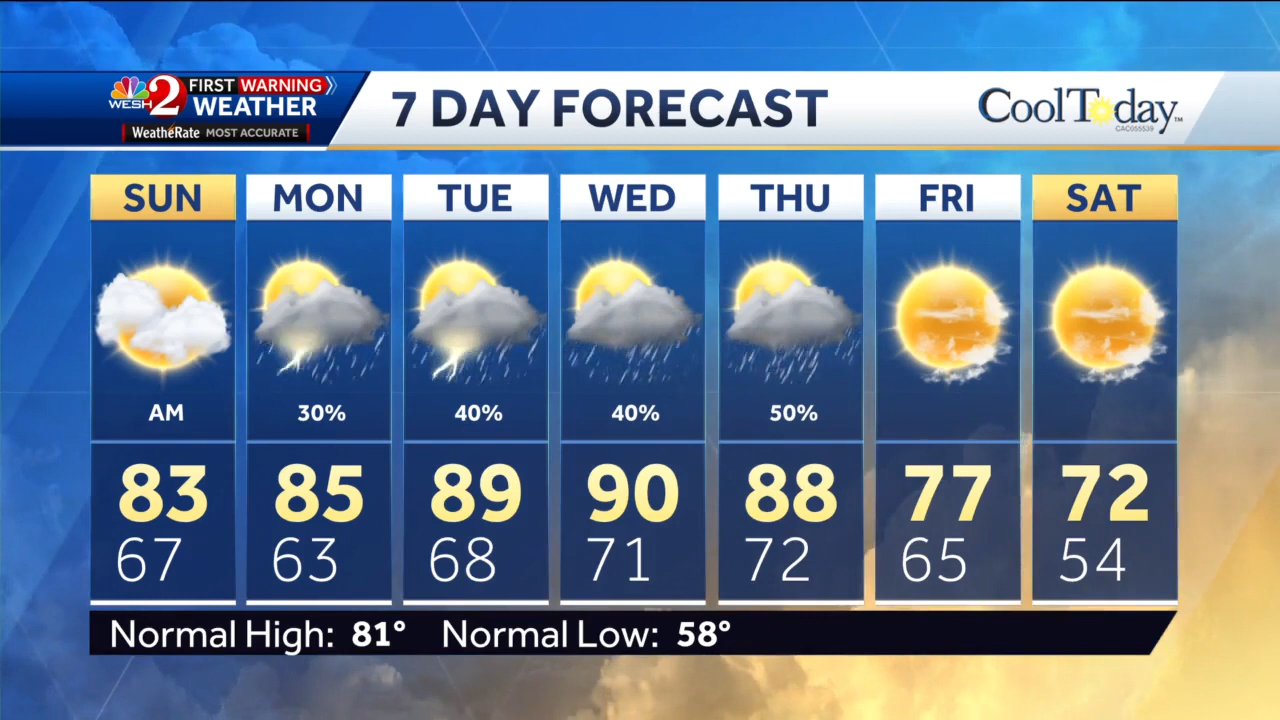 WESH 2 FIRST WARNING WEATHER
WeatheRate MOST ACCURATE
7 DAY FORECAST
CoolToday™
CAC055539
SUN MON TUE WED THU FRI SAT
AM 30% 40% 40% 50%
83 85 89 90 88 77 72
67 63 68 71 72 65 54
Normal High: 81° Normal Low: 58°